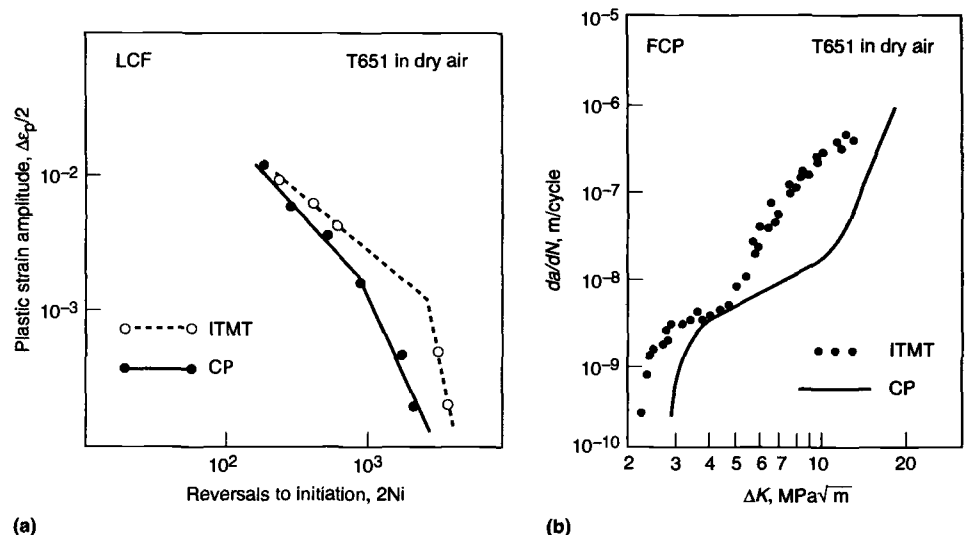 LCF T651 in dry air
Plastic strain amplitude, Δεp/2
10⁻²
10⁻³
ITMT
CP
10² 10³
Reversals to initiation, 2Ni
(a)
FCP T651 in dry air
da/dN, m/cycle
10⁻⁵
10⁻⁶
10⁻⁷
10⁻⁸
10⁻⁹
10⁻¹⁰
ITMT
CP
2 3 4 5 6 7 10 20
ΔK, MPa√m
(b)